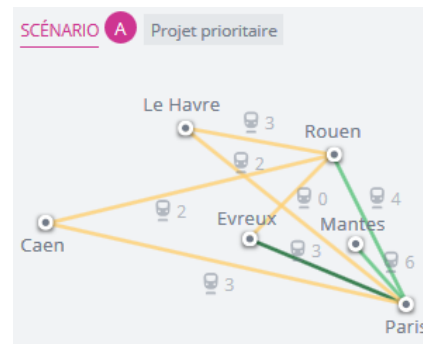 SCÉNARIO A Projet prioritaire
Le Havre
3
Rouen
2
0
4
2
Evreux
Mantes
Caen
3
6
3
Paris